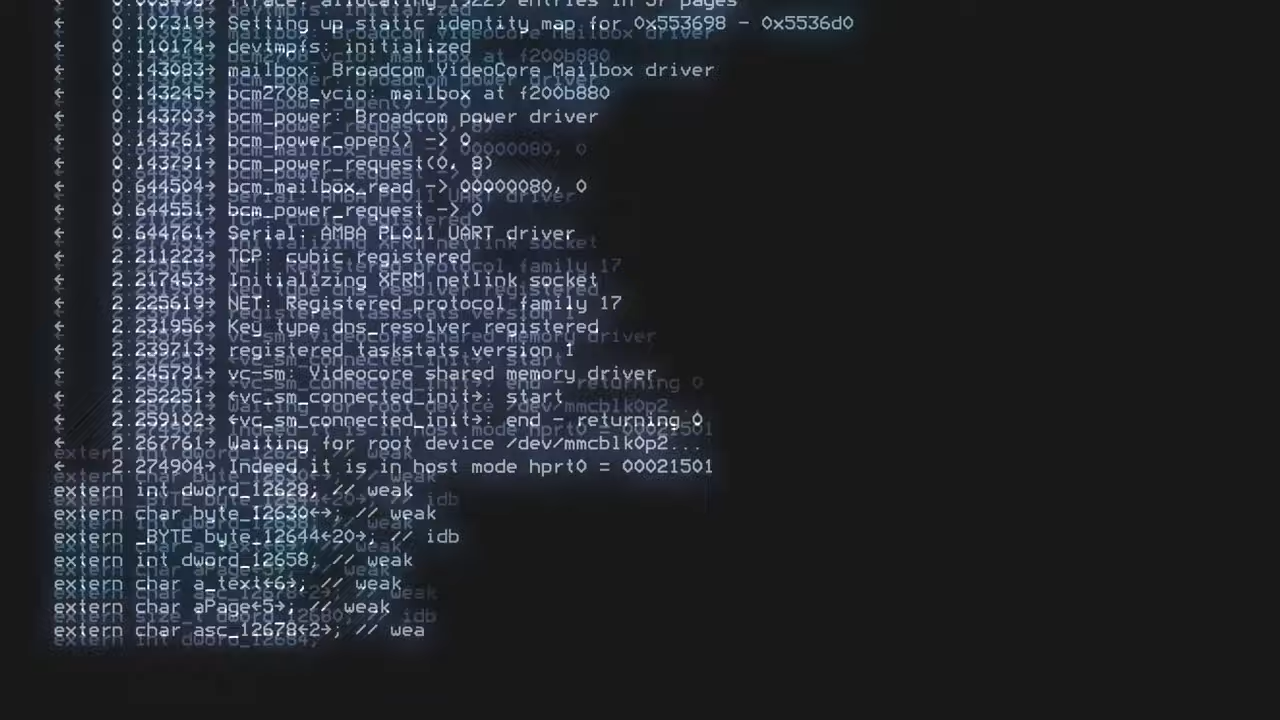 0.107319→ Setting up static identity map for 0x553698 - 0x5536d0
← 0.110174→ devtmpfs: initialized
← 0.143083→ mailbox: Broadcom VideoCore Mailbox driver
← 0.143245→ bcm2708_vcio: mailbox at f200b880
← 0.143703→ bcm_power: Broadcom power driver
← 0.143761→ bcm_power_open() -> 0
← 0.143791→ bcm_power_request(0, 8)
← 0.644504→ bcm_mailbox_read -> 00000080, 0
← 0.644551→ bcm_power_request -> 0
← 0.644761→ Serial: AMBA PL011 UART driver
← 2.211223→ TCP: cubic registered
← 2.217453→ Initializing XFRM netlink socket
← 2.225619→ NET: Registered protocol family 17
← 2.231956→ Key type dns_resolver registered
← 2.239713→ registered taskstats version 1
← 2.245791→ vc-sm: Videocore shared memory driver
← 2.252251→ ←vc_sm_connected_init→: start
← 2.259102→ ←vc_sm_connected_init→: end - returning 0
← 2.267761→ Waiting for root device /dev/mmcblk0p2...
← 2.274904→ Indeed it is in host mode hprt0 = 00021501
extern int dword_12628; // weak
extern char byte_12630←→; // weak
extern _BYTE byte_12644←20→; // idb
extern int dword_12658; // weak
extern char a_text←6→; // weak
extern char aPage←5→; // weak
extern char asc_12678←2→; // wea